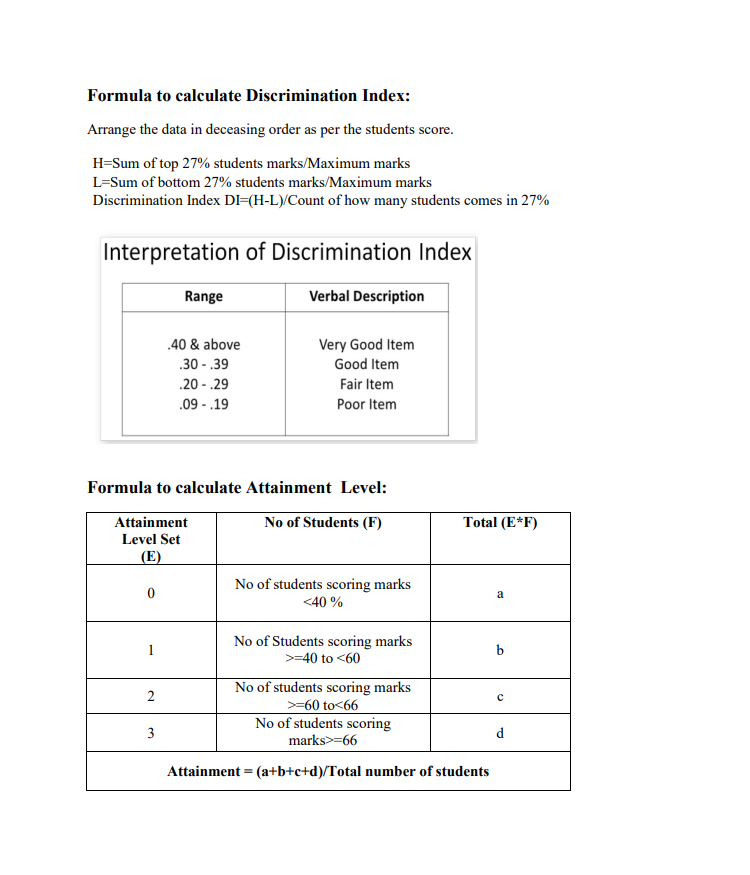 Formula to calculate Discrimination Index:
Arrange the data in deceasing order as per the students score.
H=Sum of top 27% students marks/Maximum marks
L=Sum of bottom 27% students marks/Maximum marks
Discrimination Index DI=(H-L)/Count of how many students comes in 27%
Interpretation of Discrimination Index
Range Verbal Description
.40 & above Very Good Item
.30 - .39 Good Item
.20 - .29 Fair Item
.09 - .19 Poor Item
Formula to calculate Attainment Level:
Attainment No of Students (F) Total (E*F)
Level Set
(E)
0 No of students scoring marks a
<40 %
1 No of Students scoring marks b
>=40 to <60
2 No of students scoring marks c
>=60 to<66
3 No of students scoring d
marks>=66
Attainment = (a+b+c+d)/Total number of students